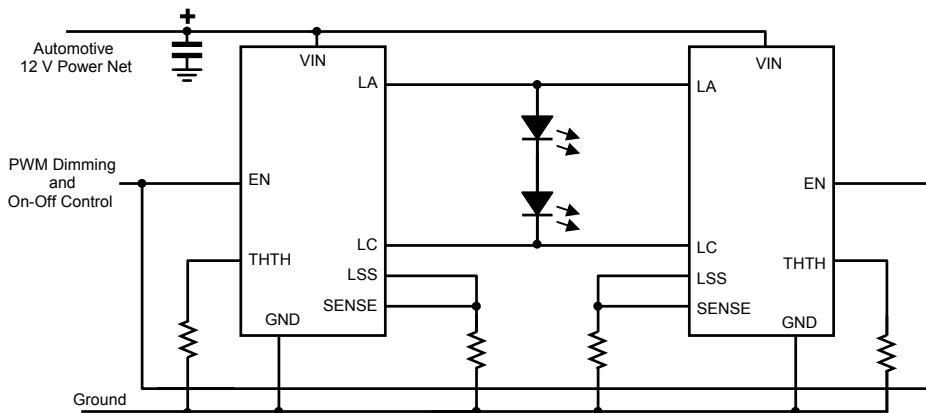 +
Automotive
12 V Power Net
VIN
VIN
LA
LA
PWM Dimming
and
On-Off Control
EN
EN
LC
LC
THTH
THTH
LSS
LSS
SENSE
SENSE
GND
GND
Ground